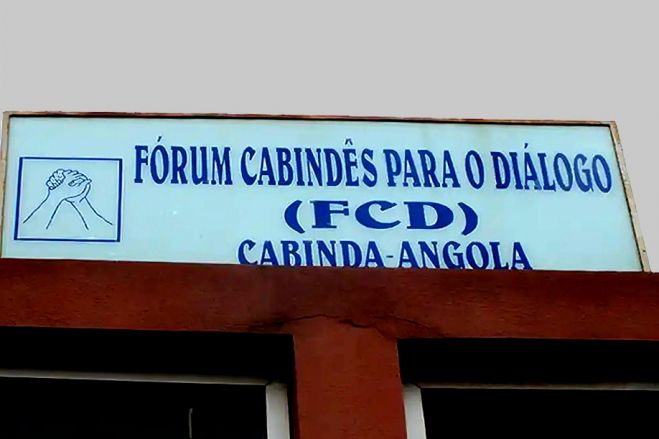 FÓRUM CABINDÊS PARA O DIÁLOGO
(FCD)
CABINDA-ANGOLA